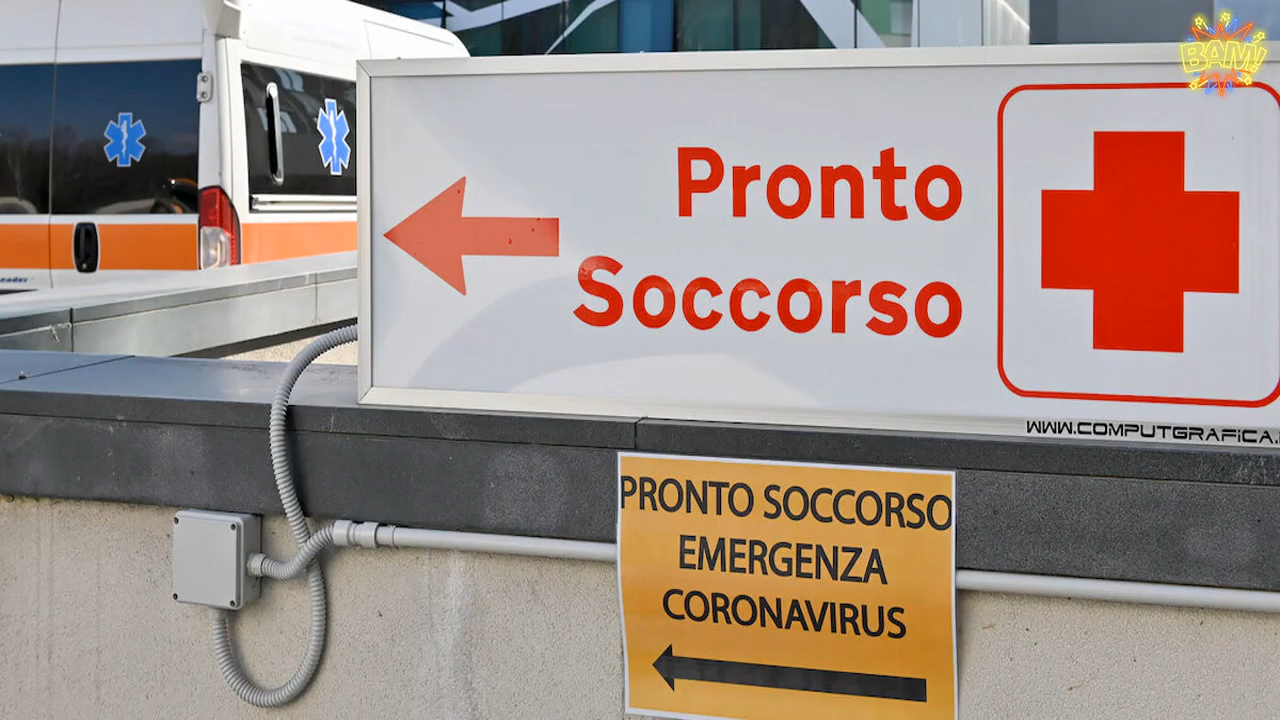 BAM!
Pronto
Soccorso
WWW.COMPUTGRAFICA.
PRONTO SOCCORSO
EMERGENZA
CORONAVIRUS